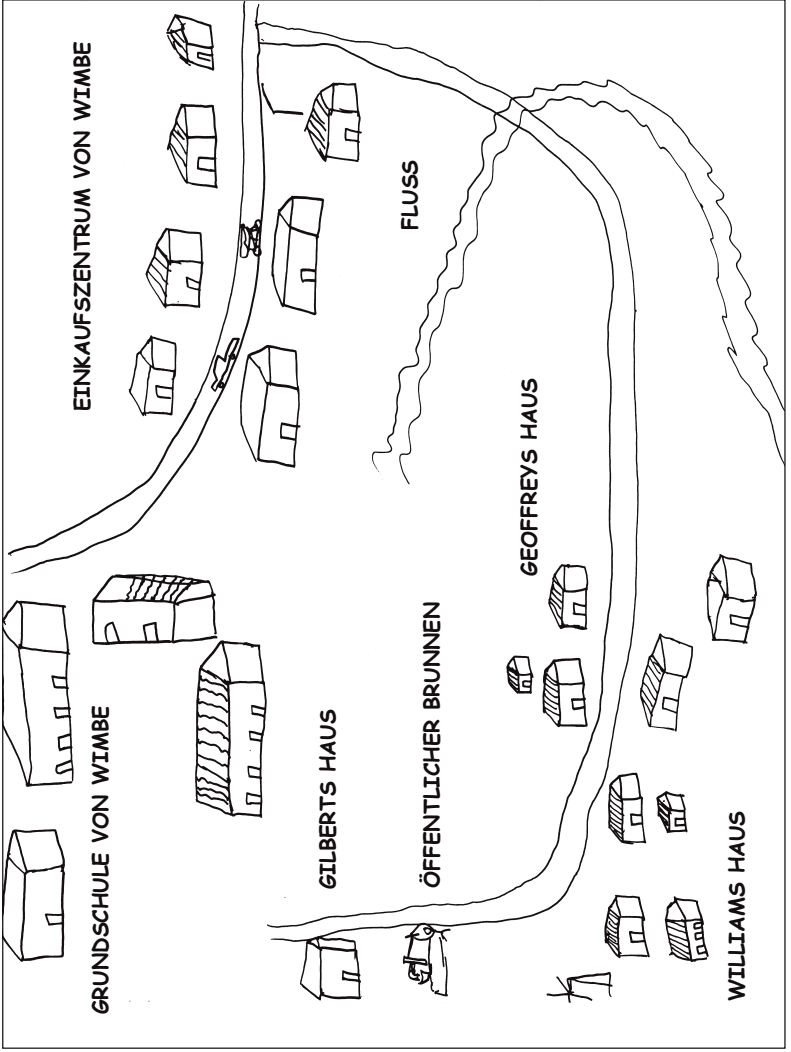 GRUNDSCHULE VON WIMBE
EINKAUFSZENTRUM VON WIMBE
GILBERTS HAUS
FLUSS
ÖFFENTLICHER BRUNNEN
GEOFFREYS HAUS
WILLIAMS HAUS